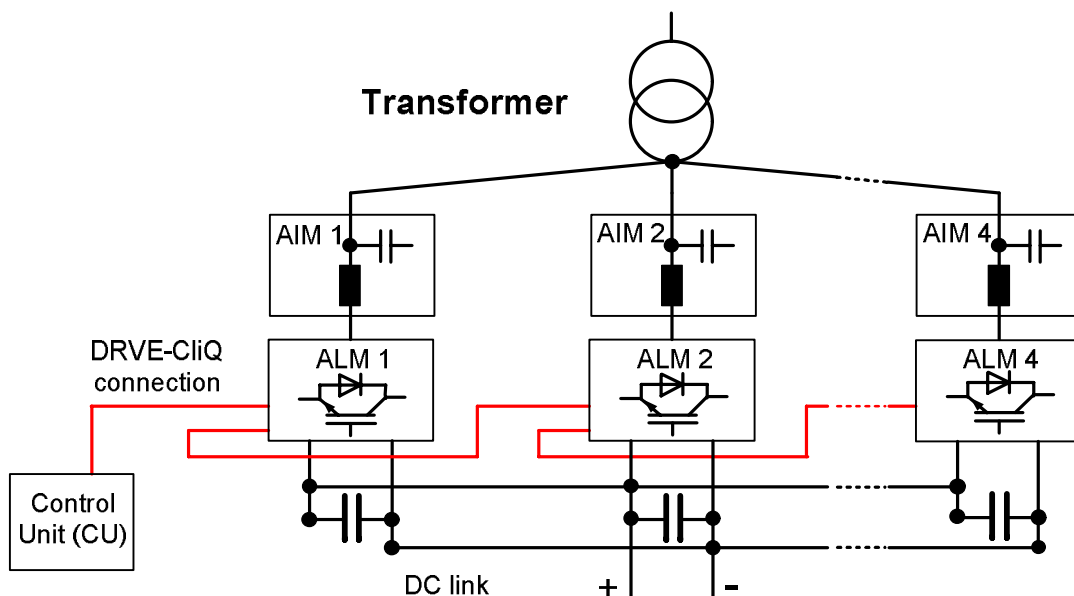 Transformer
AIM 1
AIM 2
AIM 4
DRVE-CliQ
connection
ALM 1
ALM 2
ALM 4
Control
Unit (CU)
DC link
+
-